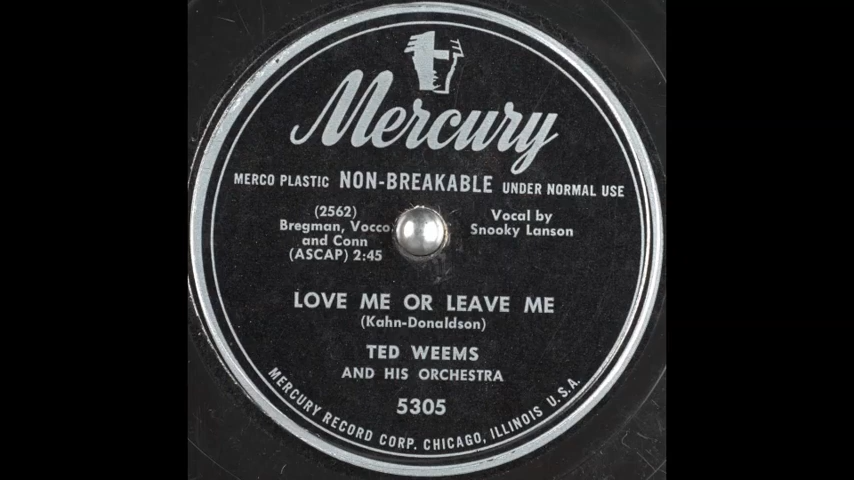 Mercury
MERCO PLASTIC NON-BREAKABLE UNDER NORMAL USE
(2562)
Bregman, Vocco
and Conn
(ASCAP) 2:45
Vocal by
Snooky Lanson
LOVE ME OR LEAVE ME
(Kahn-Donaldson)
TED WEEMS
AND HIS ORCHESTRA
5305
MERCURY RECORD CORP. CHICAGO, ILLINOIS U.S.A.